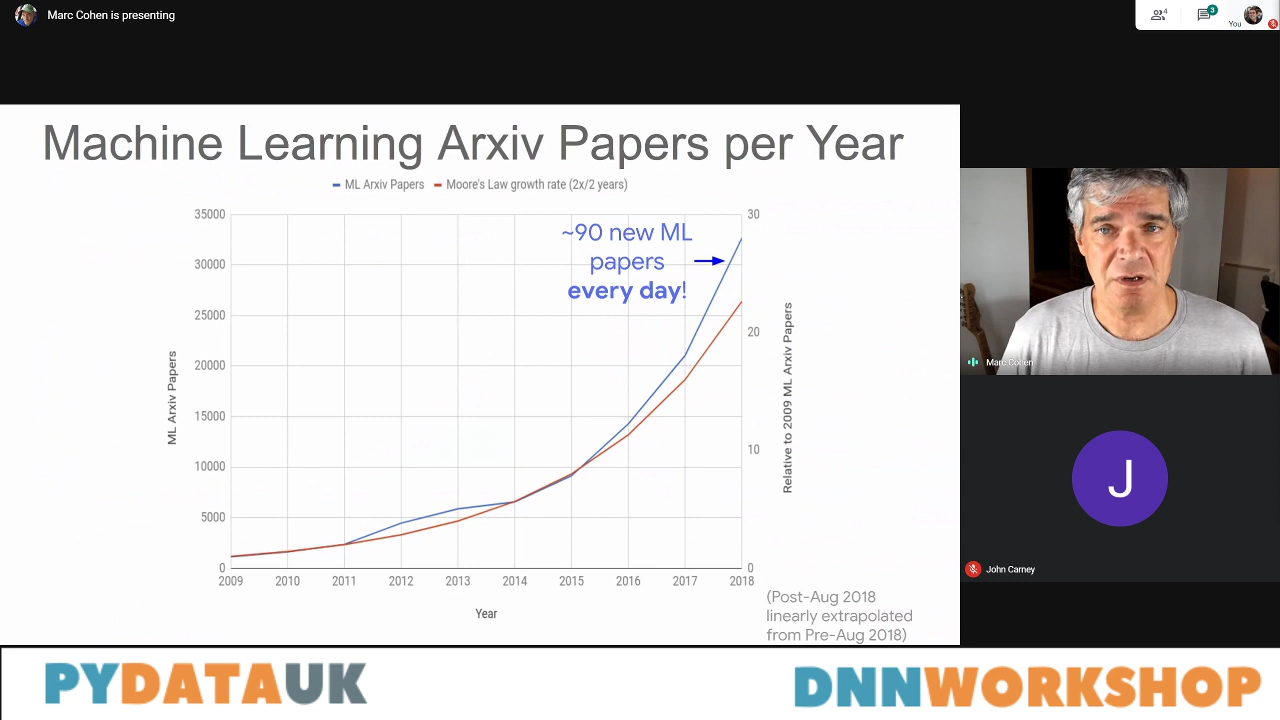 Marc Cohen is presenting
4
3
You
Machine Learning Arxiv Papers per Year
ML Arxiv Papers
Moore's Law growth rate (2x/2 years)
35000
30000
25000
20000
15000
10000
5000
0
ML Arxiv Papers
~90 new ML
papers
every day!
30
20
10
0
Relative to 2009 ML Arxiv Papers
2009 2010 2011 2012 2013 2014 2015 2016 2017 2018
Year
(Post-Aug 2018
linearly extrapolated
from Pre-Aug 2018)
Marc Cohen
J
John Carney
PYDATAUK
DNNWORKSHOP